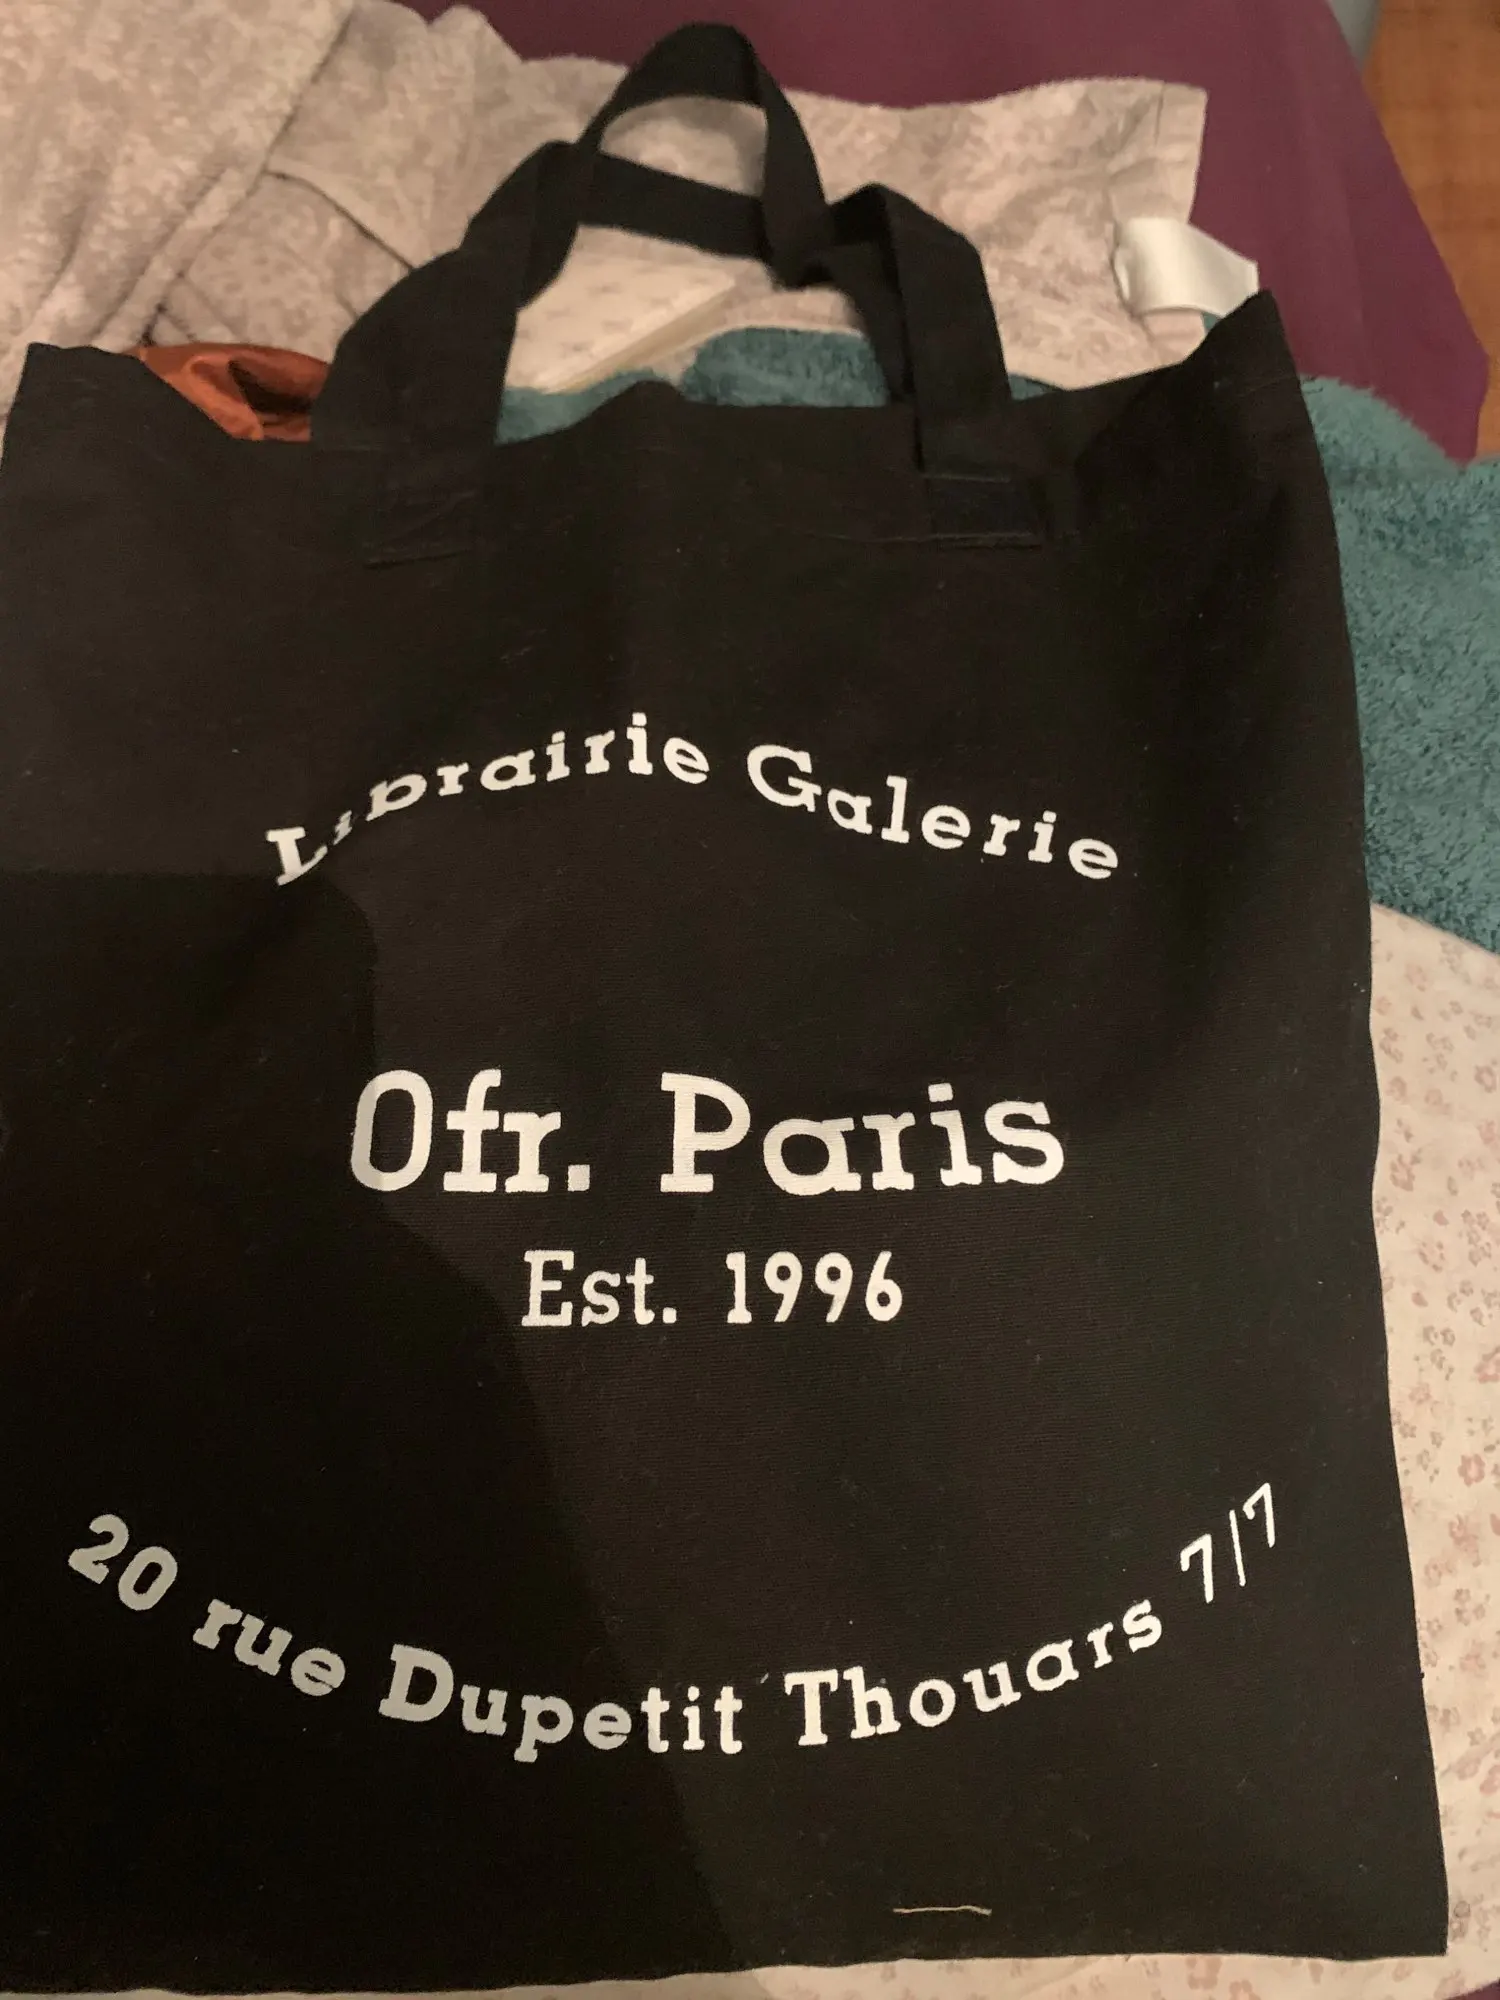 Librairie Galerie
Ofr. Paris
Est. 1996
20 rue Dupetit Thouars 7/7